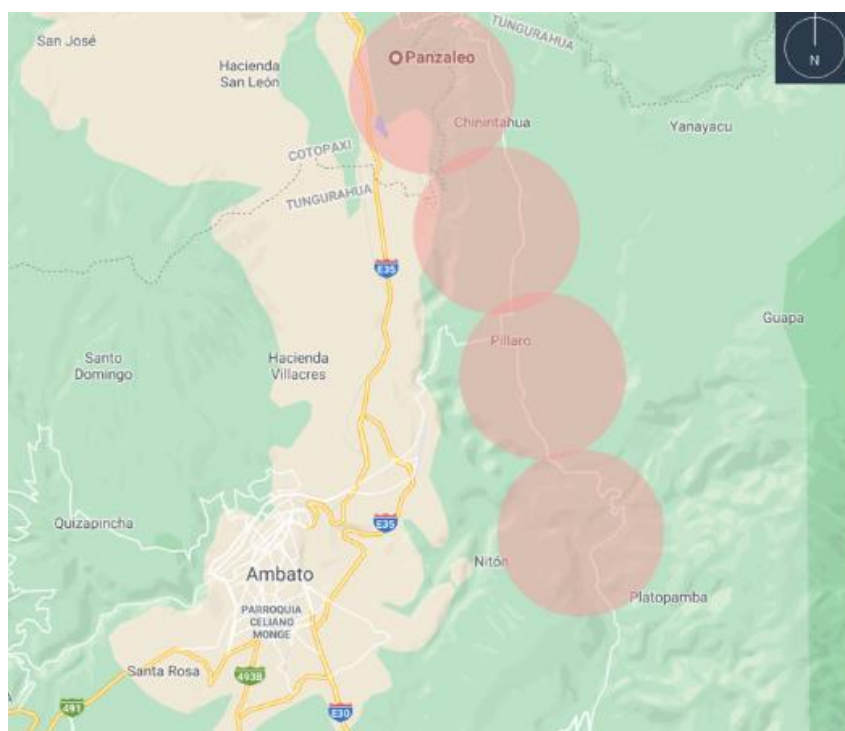 San José
TUNGURAHUA
N
Hacienda
San León
Panzaleo
Chinintahua
Yanayacu
COTOPAXI
TUNGURAHUA
E35
Guapa
Pillaro
Santo
Domingo
Hacienda
Villacres
Quizapincha
E35
Nitón
Ambato
Platopamba
PARROQUIA
CELIANO
MONGE
Santa Rosa
493B
491
E30